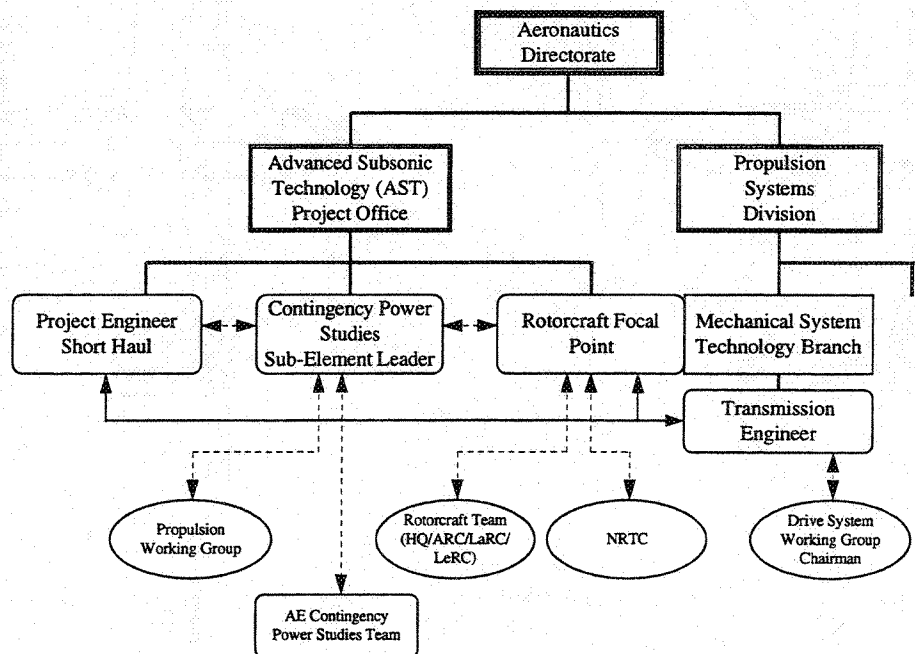 Aeronautics
Directorate
Advanced Subsonic
Technology (AST)
Project Office
Propulsion
Systems
Division
Project Engineer
Short Haul
Contingency Power
Studies
Sub-Element Leader
Rotorcraft Focal
Point
Mechanical System
Technology Branch
Transmission
Engineer
Propulsion
Working Group
Rotorcraft Team
(HQ/ARC/LaRC/
LeRC)
NRTC
Drive System
Working Group
Chairman
AE Contingency
Power Studies Team